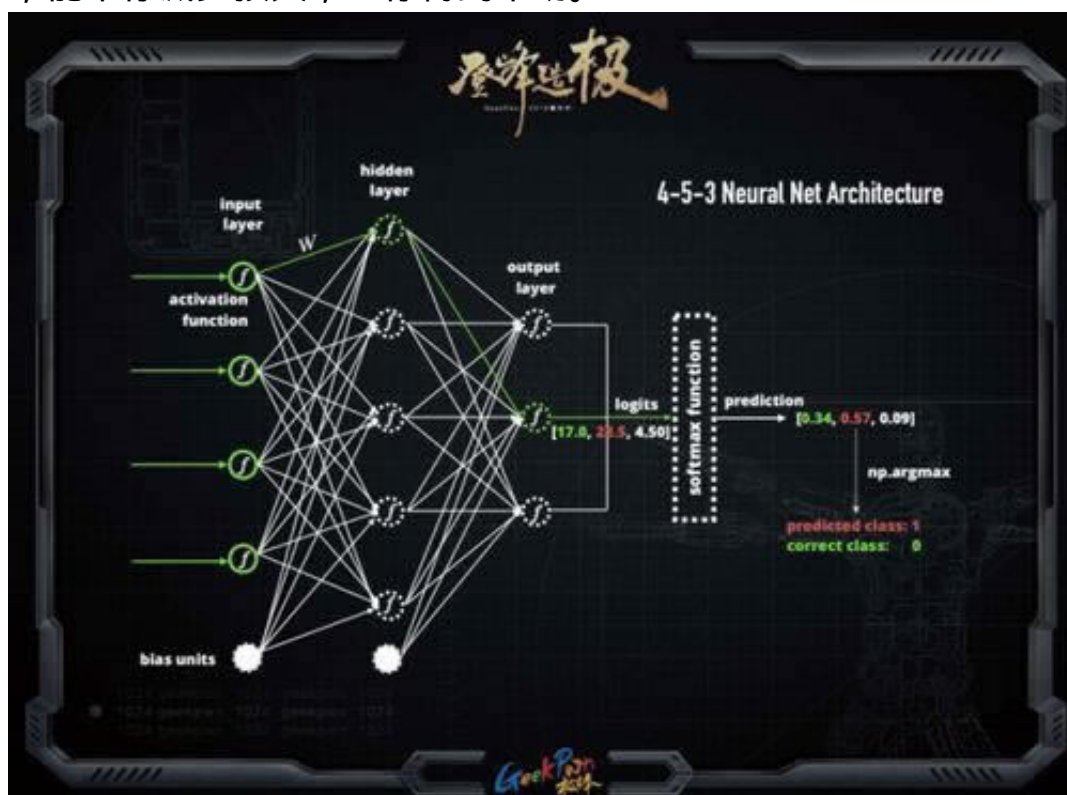 登峰造极
hidden
layer
4-5-3 Neural Net Architecture
input
layer
W
output
layer
activation
function
softmax function
logits
prediction
[17.0, 28.5, 4.50]
[0.34, 0.57, 0.09]
np.argmax
predicted class: 1
correct class: 0
bias units
GeekPwn